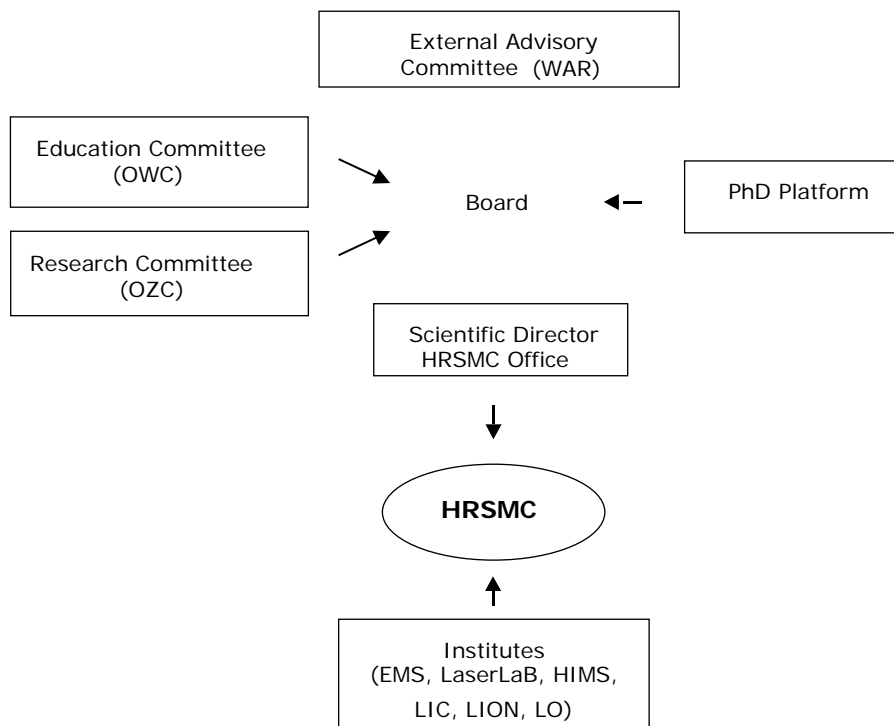 External Advisory
Committee (WAR)
Education Committee
(OWC)
Board
PhD Platform
Research Committee
(OZC)
Scientific Director
HRSMC Office
HRSMC
Institutes
(EMS, LaserLaB, HIMS,
LIC, LION, LO)